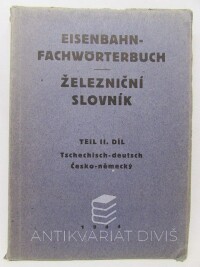 EISENBAHN-
FACHWÖRTERBUCH
ŽELEZNIČNÍ
SLOVNÍK
TEIL II. DÍL
Tschechisch-deutsch
Česko-německý
ANTIKVARIÁT DIVIŠ